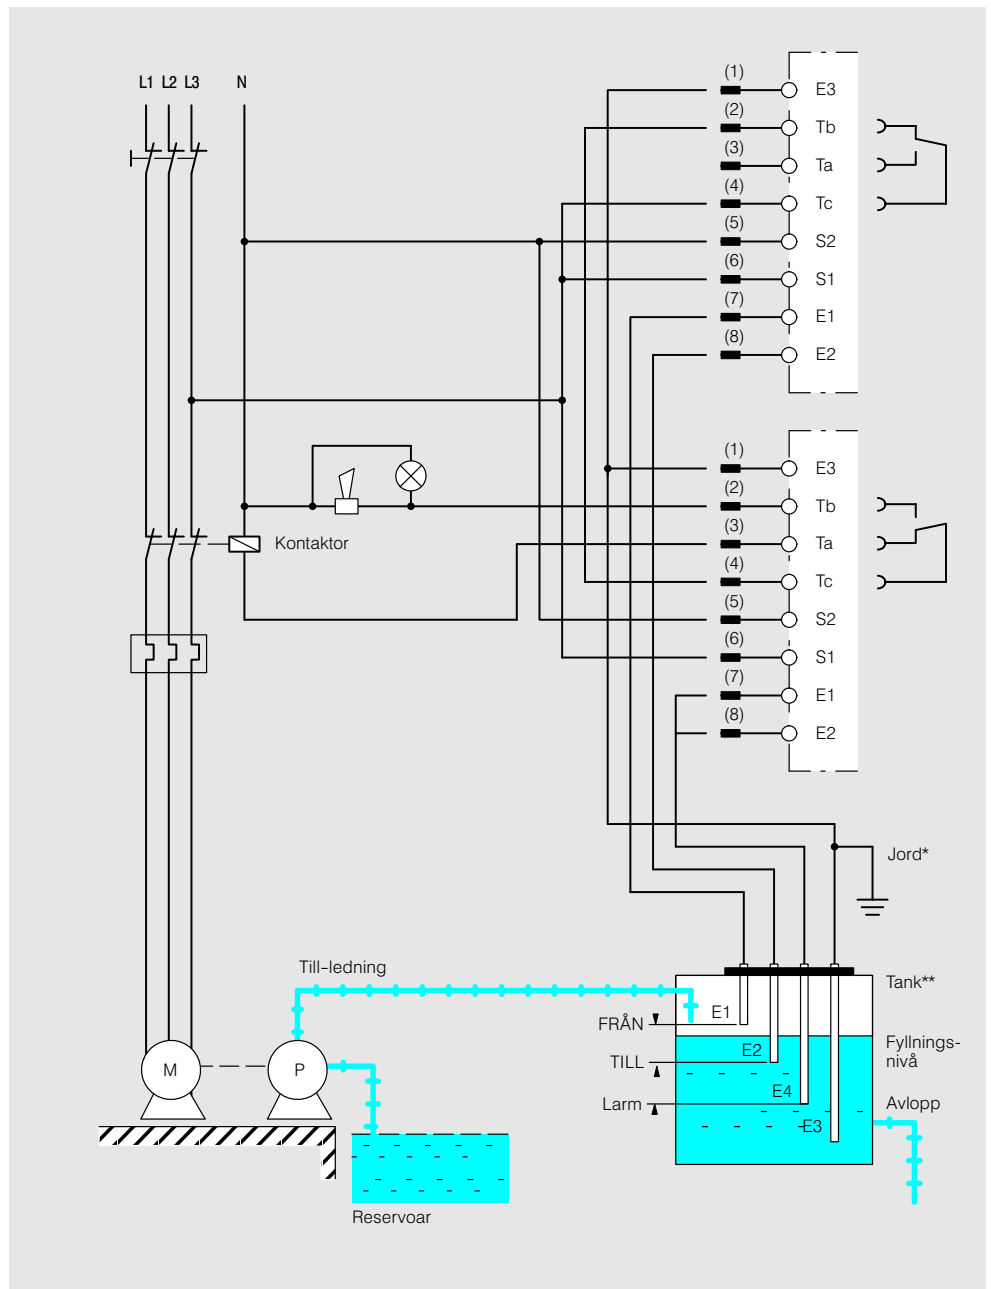 L1 L2 L3 N
(1) E3
(2) Tb
(3) Ta
(4) Tc
(5) S2
(6) S1
(7) E1
(8) E2
(1) E3
(2) Tb
(3) Ta
(4) Tc
(5) S2
(6) S1
(7) E1
(8) E2
Kontaktor
Jord*
Till-ledning
Tank**
E1
FRÅN
Fyllnings-
nivå
E2
TILL
M
P
E4
Larm
Avlopp
E3
Reservoar